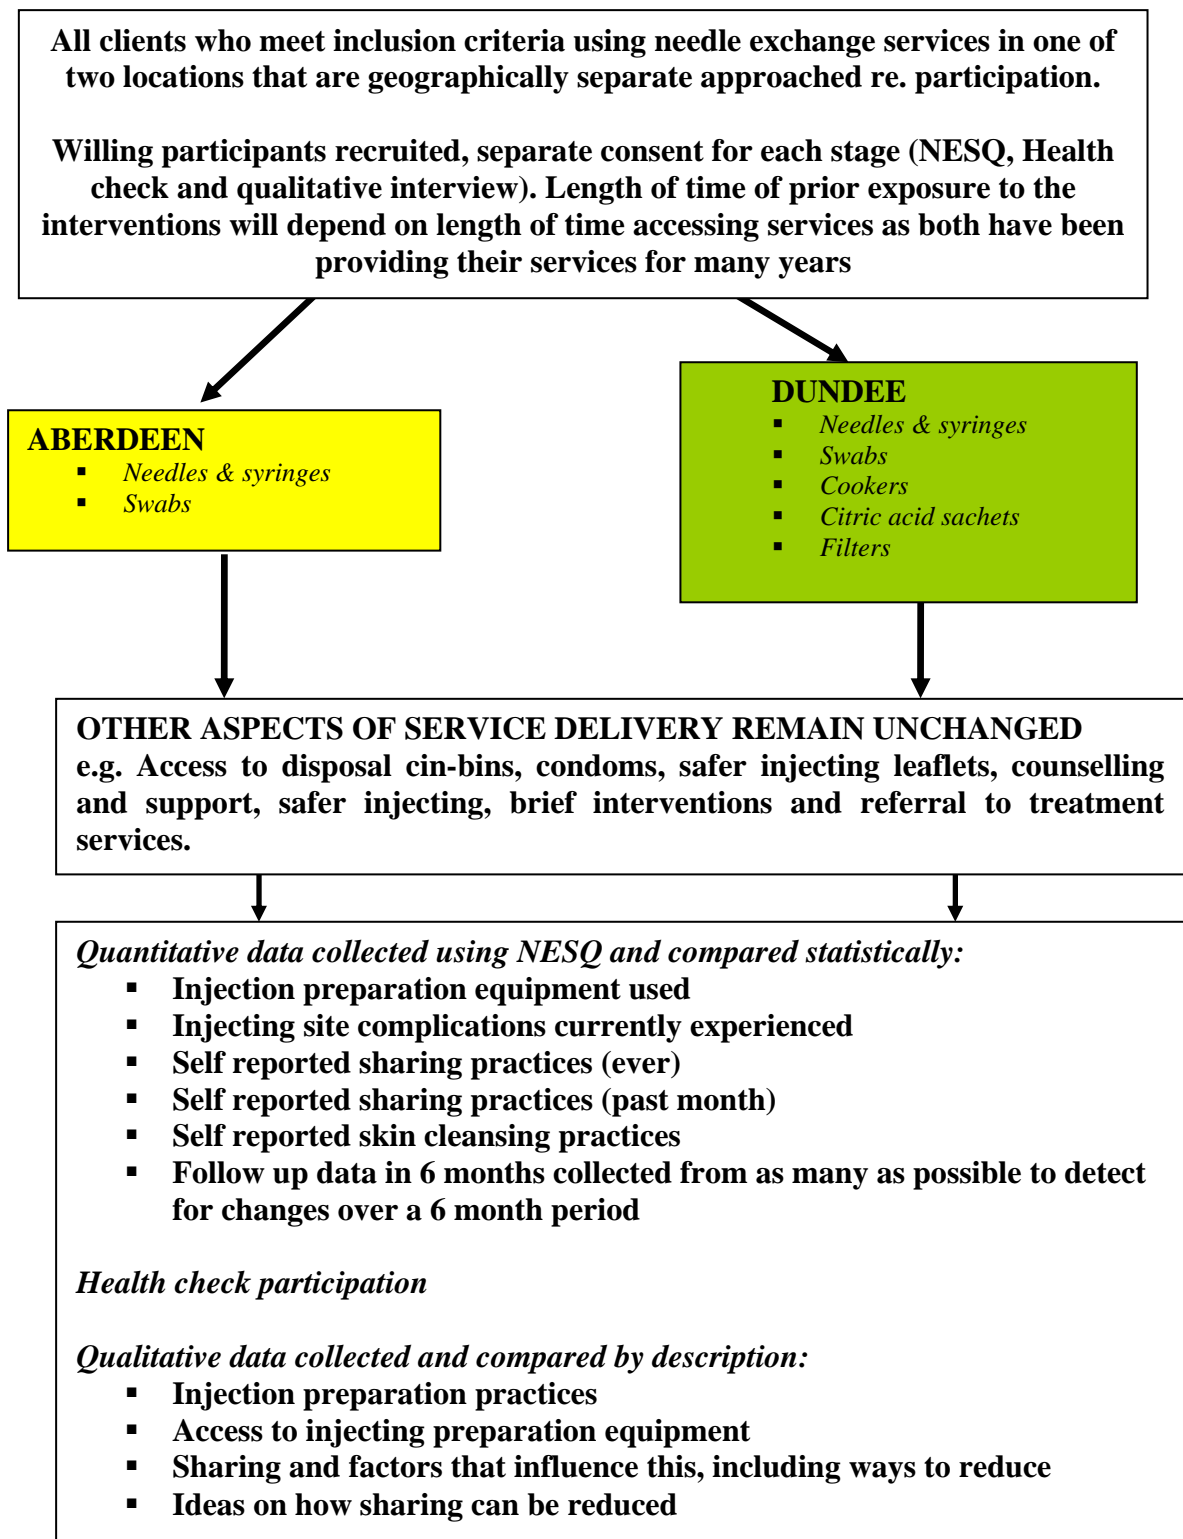 All clients who meet inclusion criteria using needle exchange services in one of
two locations that are geographically separate approached re. participation.
Willing participants recruited, separate consent for each stage (NESQ, Health
check and qualitative interview). Length of time of prior exposure to the
interventions will depend on length of time accessing services as both have been
providing their services for many years
ABERDEEN
▪ Needles & syringes
▪ Swabs
DUNDEE
▪ Needles & syringes
▪ Swabs
▪ Cookers
▪ Citric acid sachets
▪ Filters
OTHER ASPECTS OF SERVICE DELIVERY REMAIN UNCHANGED
e.g. Access to disposal cin-bins, condoms, safer injecting leaflets, counselling
and support, safer injecting, brief interventions and referral to treatment
services.
Quantitative data collected using NESQ and compared statistically:
▪ Injection preparation equipment used
▪ Injecting site complications currently experienced
▪ Self reported sharing practices (ever)
▪ Self reported sharing practices (past month)
▪ Self reported skin cleansing practices
▪ Follow up data in 6 months collected from as many as possible to detect
for changes over a 6 month period
Health check participation
Qualitative data collected and compared by description:
▪ Injection preparation practices
▪ Access to injecting preparation equipment
▪ Sharing and factors that influence this, including ways to reduce
▪ Ideas on how sharing can be reduced